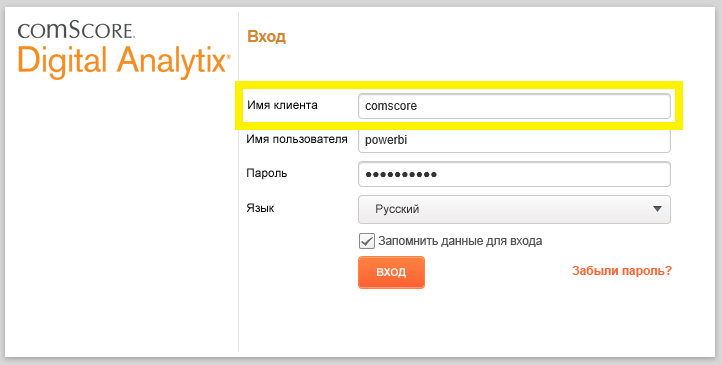 comScore.
Digital Analytix®
Вход
Имя клиента
comscore
Имя пользователя
powerbi
Пароль
●●●●●●●●●●
Язык
Русский
Запомнить данные для входа
ВХОД
Забыли пароль?